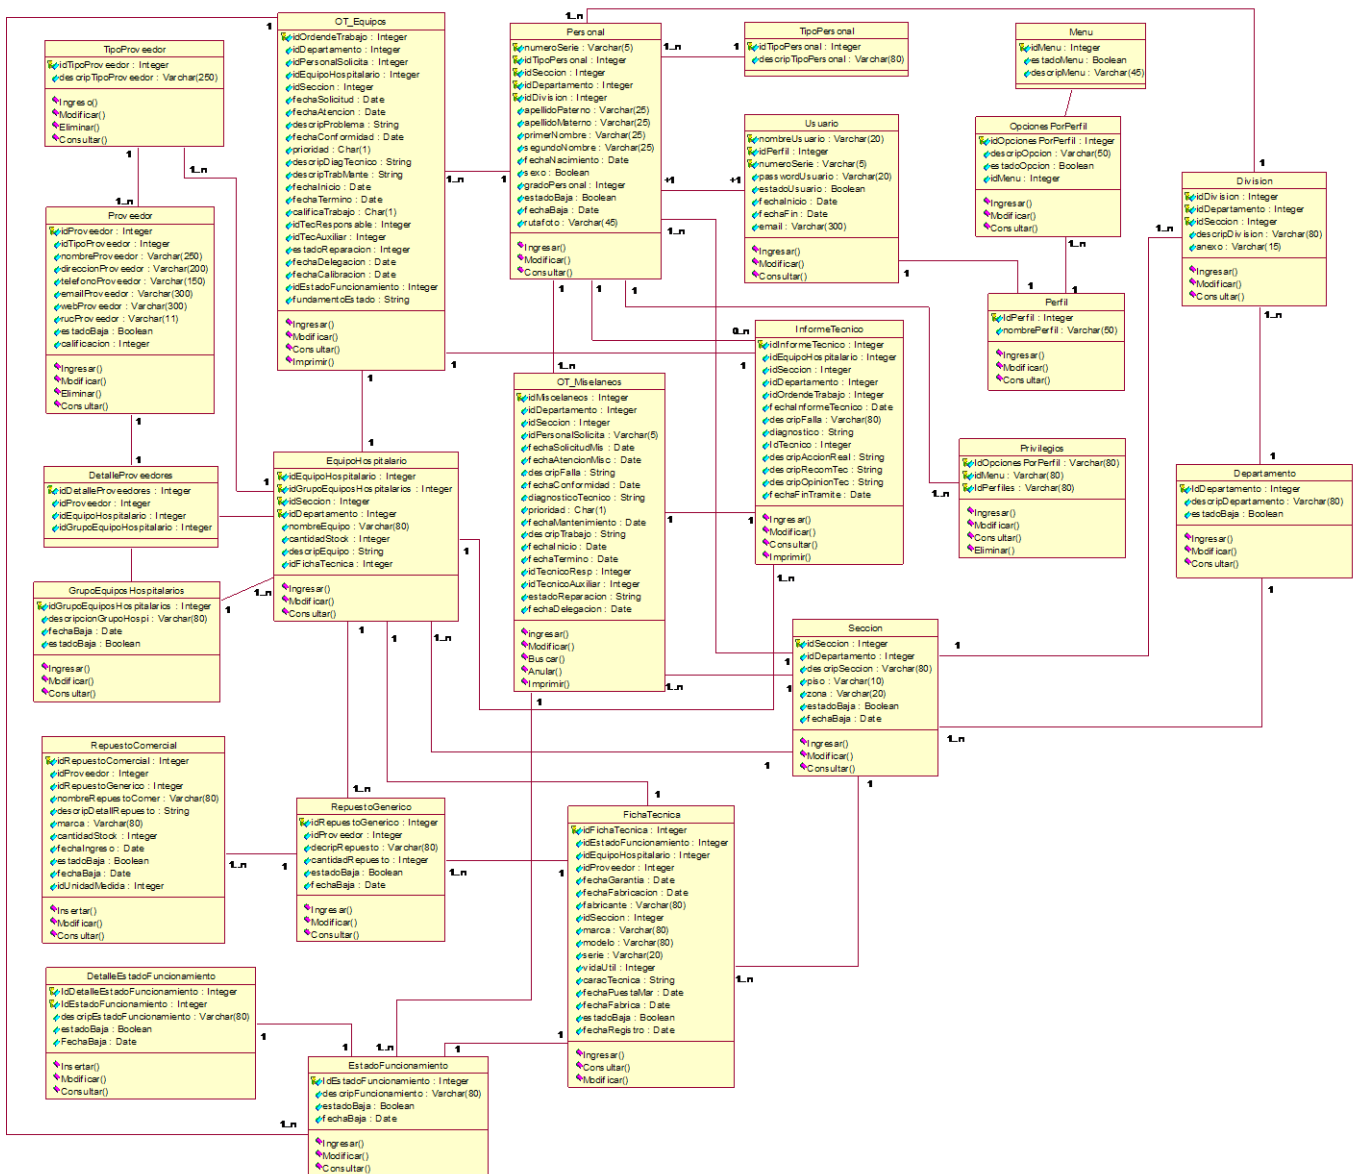 OT_Equipos
idOrdendeTrabajo : Integer
idDepartamento : Integer
idPersonalSolicita : Integer
idEquipoHospitalario : Integer
idSeccion : Integer
fechaSolicitud : Date
fechaAtencion : Date
descripProblema : String
fechaConformidad : Date
prioridad : Char(1)
descripDiagTecnico : String
descripTrabMante : String
fechaInicio : Date
fechaTermino : Date
calificaTrabajo : Char(1)
idTecResponsable : Integer
idTecAuxiliar : Integer
estadoReparacion : Integer
fechaDelegacion : Date
fechaCalibracion : Date
idEstadoFuncionamiento : Integer
fundamentoEstado : String
Ingresar()
Modificar()
Consultar()
Imprimir()
Personal
numeroSerie : Varchar(5)
idTipoPersonal : Integer
idSeccion : Integer
idDepartamento : Integer
idDivision : Integer
apellidoPaterno : Varchar(25)
apellidoMaterno : Varchar(25)
primerNombre : Varchar(25)
segundoNombre : Varchar(25)
fechaNacimiento : Date
sexo : Boolean
gradoPersonal : Integer
estadoBaja : Boolean
fechaBaja : Date
rutafoto : Varchar(45)
Ingresar()
Modificar()
Consultar()
TipoPersonal
idTipoPersonal : Integer
descripTipoPersonal : Varchar(80)
Menu
idMenu : Integer
estadoMenu : Boolean
descripMenu : Varchar(45)
TipoProveedor
idTipoProveedor : Integer
descripTipoProveedor : Varchar(250)
Ingreso()
Modificar()
Eliminar()
Consultar()
Usuario
nombreUsuario : Varchar(20)
idPerfil : Integer
numeroSerie : Varchar(5)
passwordUsuario : Varchar(20)
estadoUsuario : Boolean
fechaInicio : Date
fechaFin : Date
email : Varchar(300)
Ingresar()
Modificar()
Consultar()
OpcionesPorPerfil
idOpcionesPorPerfil : Integer
descripOpcion : Varchar(50)
estadoOpcion : Boolean
idMenu : Integer
Ingresar()
Modificar()
Consultar()
Division
idDivision : Integer
idDepartamento : Integer
idSeccion : Integer
descripDivision : Varchar(80)
anexo : Varchar(15)
Ingresar()
Modificar()
Consultar()
Proveedor
idProveedor : Integer
idTipoProveedor : Integer
nombreProveedor : Varchar(250)
direccionProveedor : Varchar(200)
telefonoProveedor : Varchar(150)
emailProveedor : Varchar(300)
webProveedor : Varchar(300)
rucProveedor : Varchar(11)
estadoBaja : Boolean
calificacion : Integer
Ingresar()
Modificar()
Eliminar()
Consultar()
Perfil
IdPerfil : Integer
nombrePerfil : Varchar(50)
Ingresar()
Modificar()
Consultar()
InformeTecnico
idInformeTecnico : Integer
idEquipoHospitalario : Integer
idSeccion : Integer
idDepartamento : Integer
idOrdendeTrabajo : Integer
fechaInformeTecnico : Date
descripFalla : Varchar(80)
diagnostico : String
IdTecnico : Integer
descripAccionReal : String
descripRecomTec : String
descripOpinionTec : String
fechaFinTramite : Date
Ingresar()
Modificar()
Consultar()
Imprimir()
OT_Miselaneos
idMiscelaneos : Integer
idDepartamento : Integer
idSeccion : Integer
idPersonalSolicita : Varchar(5)
fechaSolicitudMis : Date
fechaAtencionMisc : Date
descripFalla : String
fechaConformidad : Date
diagnosticoTecnico : String
prioridad : Char(1)
fechaMantenimiento : Date
descripTrabajo : String
fechaInicio : Date
fechaTermino : Date
idTecnicoResp : Integer
idTecnicoAuxiliar : Integer
estadoReparacion : String
fechaDelegacion : Date
ingresar()
Modificar()
Buscar()
Anular()
Imprimir()
Privilegios
IdOpcionesPorPerfil : Varchar(80)
IdMenu : Varchar(80)
IdPerfiles : Varchar(80)
Ingresar()
Modificar()
Consultar()
Eliminar()
Departamento
IdDepartamento : Integer
descripDepartamento : Varchar(80)
estadoBaja : Boolean
Ingresar()
Modificar()
Consultar()
DetalleProveedores
idDetalleProveedores : Integer
idProveedor : Integer
idEquipoHospitalario : Integer
idGrupoEquipoHospitalario : Integer
EquipoHospitalario
idEquipoHospitalario : Integer
idGrupoEquiposHospitalarios : Integer
idSeccion : Integer
idDepartamento : Integer
nombreEquipo : Varchar(80)
cantidadStock : Integer
descripEquipo : String
idFichaTecnica : Integer
Ingresar()
Modificar()
Consultar()
GrupoEquiposHospitalarios
idGrupoEquiposHospitalarios : Integer
descripcionGrupoHospi : Varchar(80)
fechaBaja : Date
estadoBaja : Boolean
Ingresar()
Modificar()
Consultar()
Seccion
idSeccion : Integer
idDepartamento : Integer
descripSeccion : Varchar(80)
piso : Varchar(10)
zona : Varchar(20)
estadoBaja : Boolean
fechaBaja : Date
Ingresar()
Modificar()
Consultar()
RepuestoComercial
idRepuestoComercial : Integer
idProveedor : Integer
idRepuestoGenerico : Integer
nombreRepuestoComer : Varchar(80)
descripDetallRepuesto : String
marca : Varchar(80)
cantidadStock : Integer
fechaIngreso : Date
estadoBaja : Boolean
fechaBaja : Date
idUnidadMedida : Integer
Insertar()
Modificar()
Consultar()
RepuestoGenerico
idRepuestoGenerico : Integer
idProveedor : Integer
decripRepuesto : Varchar(80)
cantidadRepuesto : Integer
estadoBaja : Boolean
fechaBaja : Date
Ingresar()
Modificar()
Consultar()
FichaTecnica
idFichaTecnica : Integer
idEstadoFuncionamiento : Integer
idEquipoHospitalario : Integer
idProveedor : Integer
fechaGarantia : Date
fechaFabricacion : Date
fabricante : Varchar(80)
idSeccion : Integer
marca : Varchar(80)
modelo : Varchar(80)
serie : Varchar(20)
vidaUtil : Integer
caracTecnica : String
fechaPuestaMar : Date
fechaFabrica : Date
estadoBaja : Boolean
fechaRegistro : Date
Ingresar()
Consultar()
Modificar()
DetalleEstadoFuncionamiento
IdDetalleEstadoFuncionamiento : Integer
IdEstadoFuncionamiento : Integer
descripEstadoFuncionamiento : Varchar(80)
estadoBaja : Boolean
FechaBaja : Date
Insertar()
Modificar()
Consultar()
EstadoFuncionamiento
IdEstadoFuncionamiento : Integer
descripFuncionamiento : Varchar(80)
estadoBaja : Boolean
fechaBaja : Date
Ingresar()
Modificar()
Consultar()